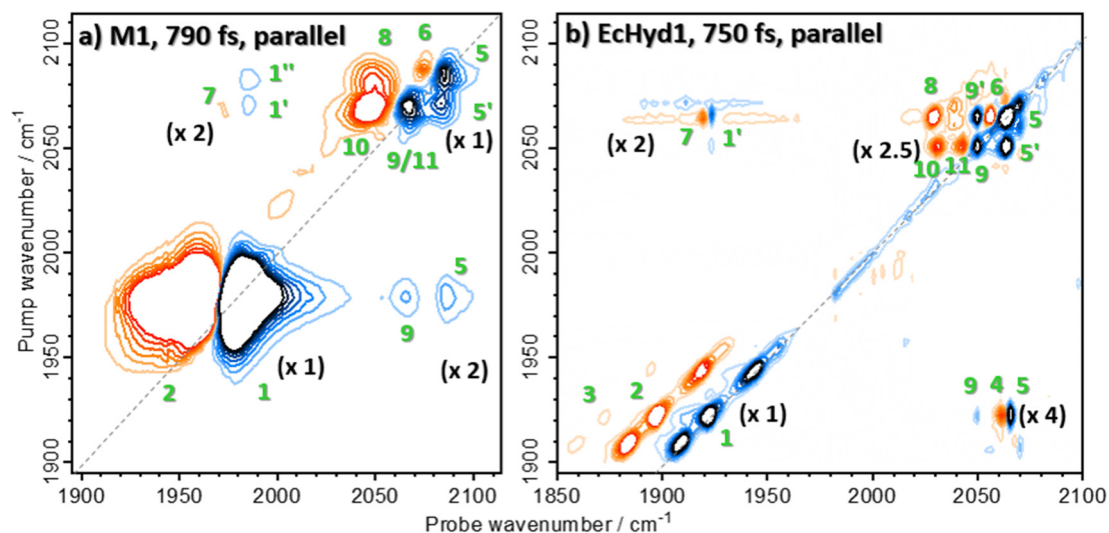 a) M1, 790 fs, parallel
b) EcHyd1, 750 fs, parallel
Pump wavenumber / cm⁻¹
2100
2050
2000
1950
1900
8 6 5
1''
7 1' 5'
(x 2) (x 1)
10 9/11
5
9
(x 1)
(x 2)
2 1
1900 1950 2000 2050 2100
2100
2050
2000
1950
1900
8 9' 6
5
7 1'
(x 2)
(x 2.5) 5'
10 11 9
3 2
(x 1)
1
9 4 5
(x 4)
1850 1900 1950 2000 2050 2100
Probe wavenumber / cm⁻¹